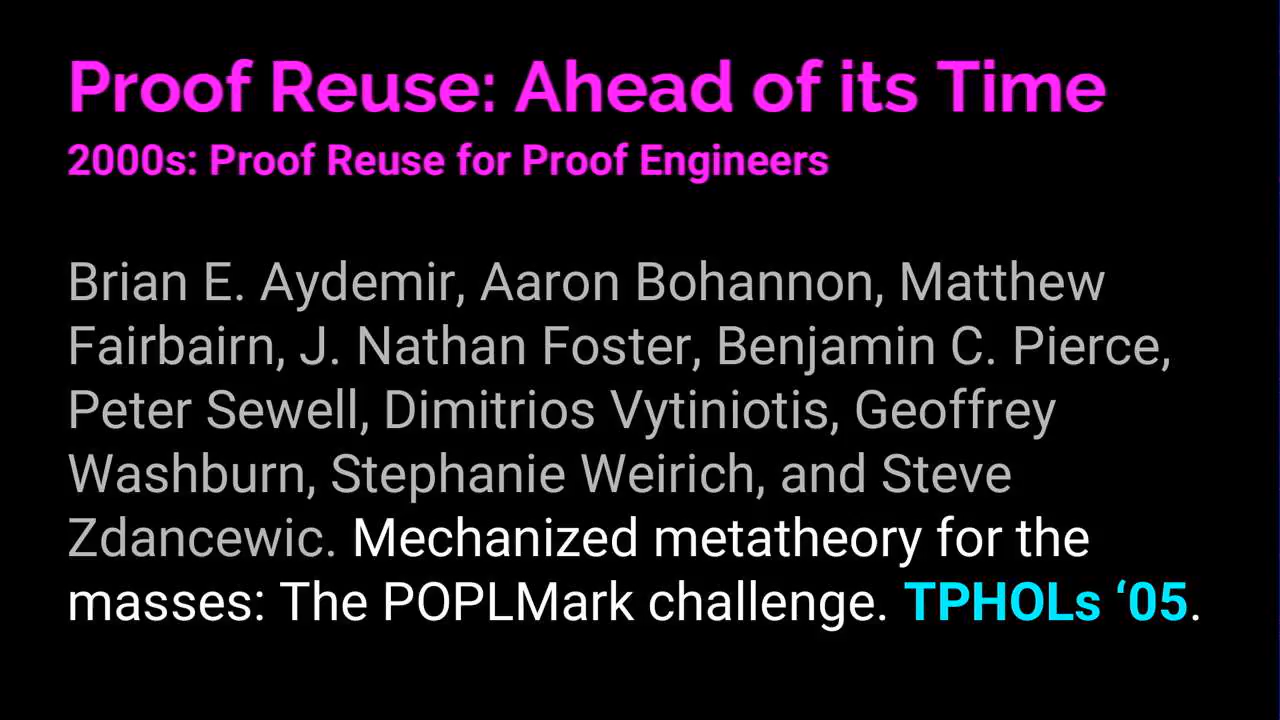 Proof Reuse: Ahead of its Time
2000s: Proof Reuse for Proof Engineers
Brian E. Aydemir, Aaron Bohannon, Matthew
Fairbairn, J. Nathan Foster, Benjamin C. Pierce,
Peter Sewell, Dimitrios Vytiniotis, Geoffrey
Washburn, Stephanie Weirich, and Steve
Zdancewic. Mechanized metatheory for the
masses: The POPLMark challenge. TPHOLs ‘05.